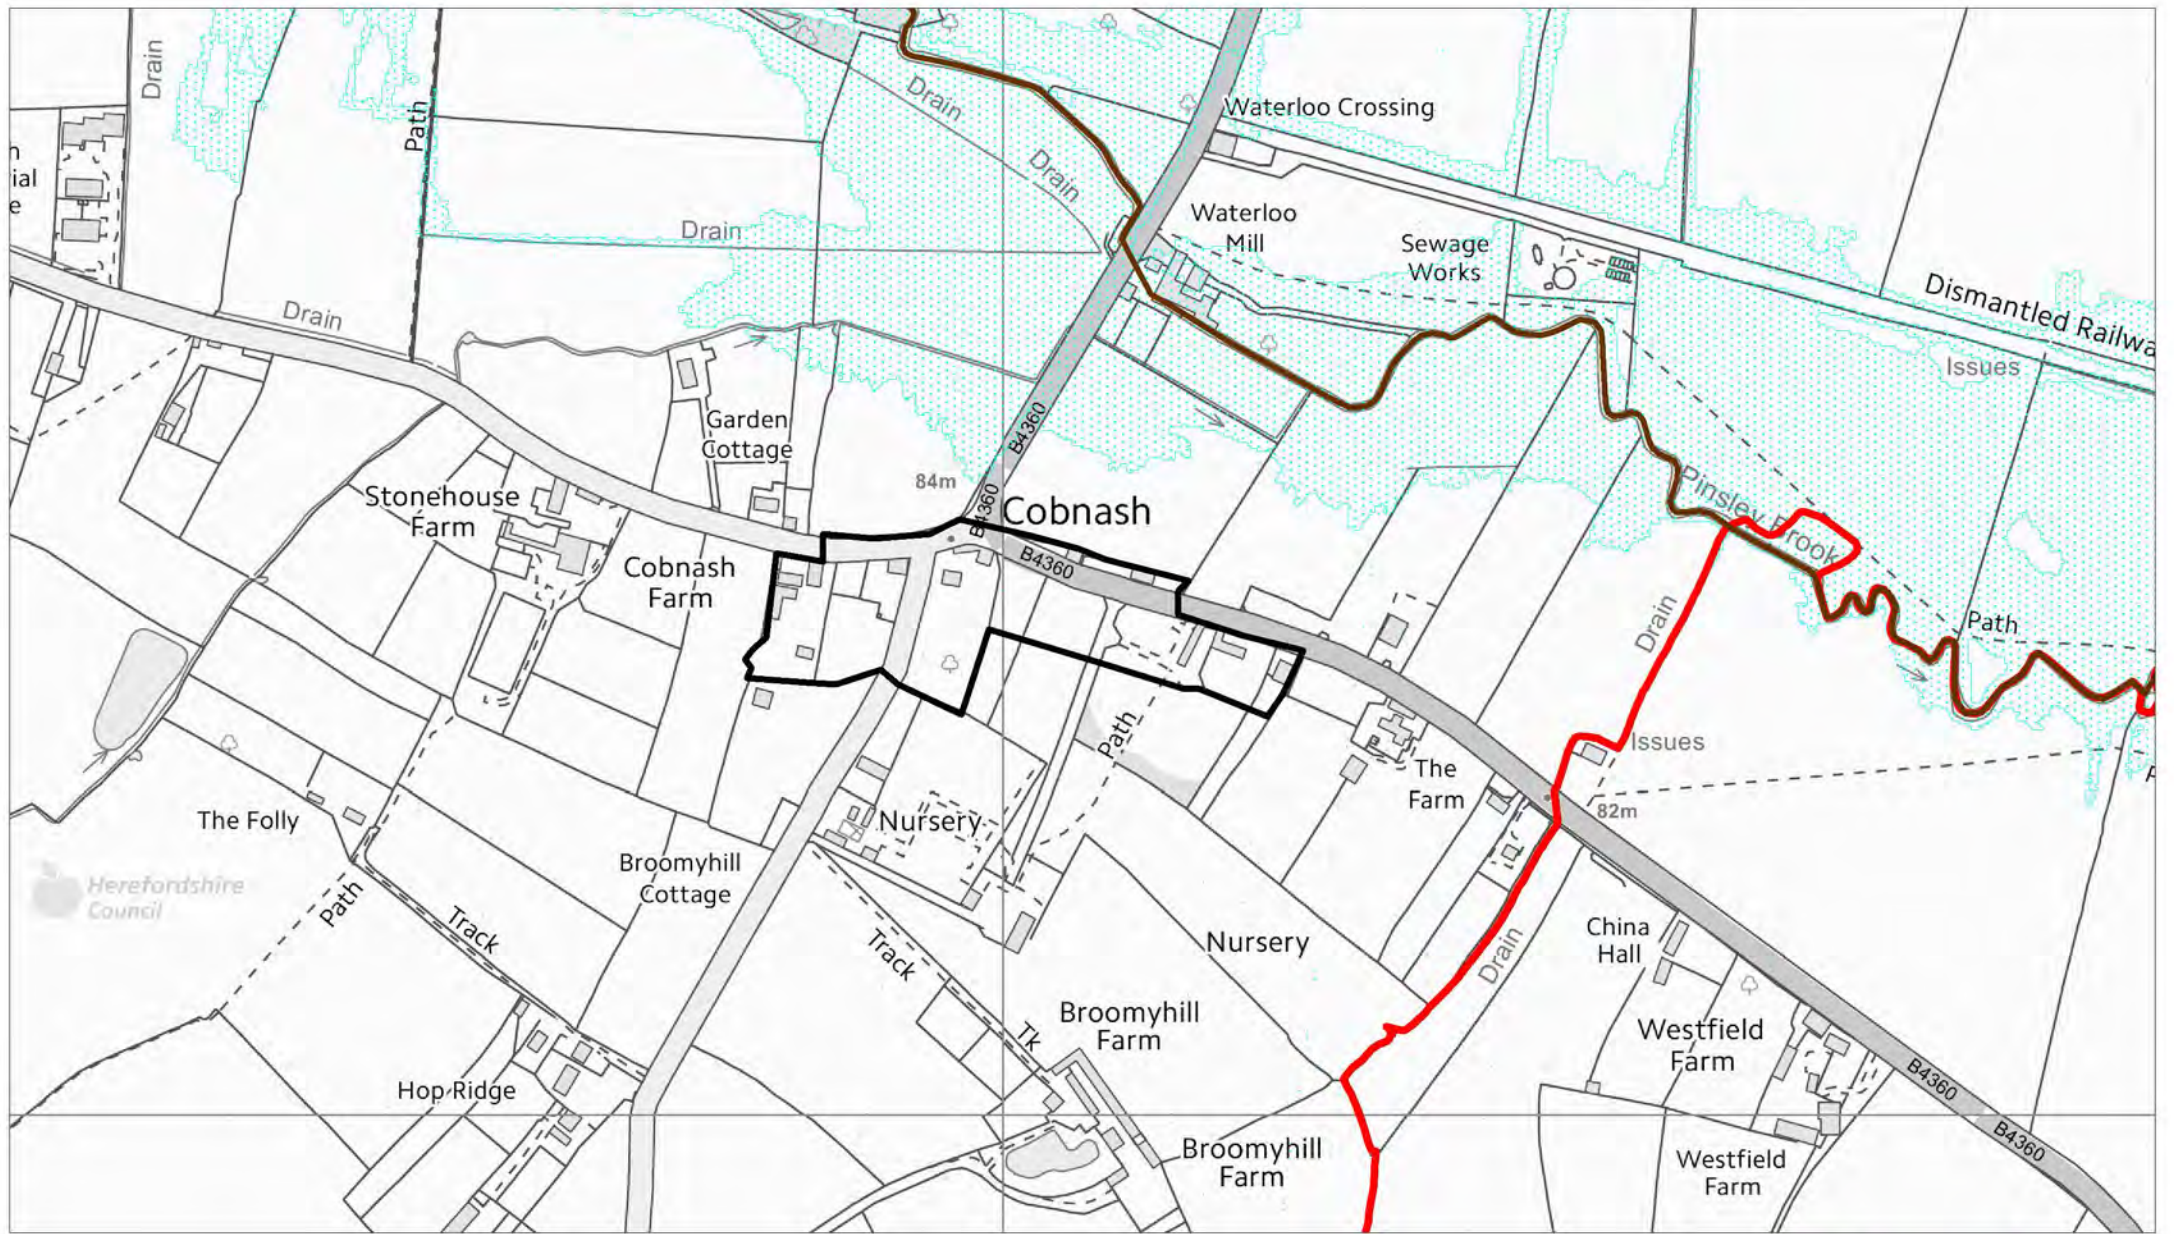 Drain
Path
Drain
Waterloo Crossing
ial
e
Drain
Waterloo
Mill
Sewage
Works
Drain
Dismantled Railwa
Drain
Issues
Garden
Cottage
B4360
84m
Stonehouse
Farm
B4360
Cobnash
Pinsley Brook
B4360
Cobnash
Farm
Drain
Path
Path
Issues
The
Farm
82m
The Folly
Nursery
Broomyhill
Cottage
Herefordshire
Council
Path
Track
Track
Nursery
China
Hall
Drain
Tk
Broomyhill
Farm
Westfield
Farm
Hop Ridge
B4360
B4360
Broomyhill
Farm
Westfield
Farm